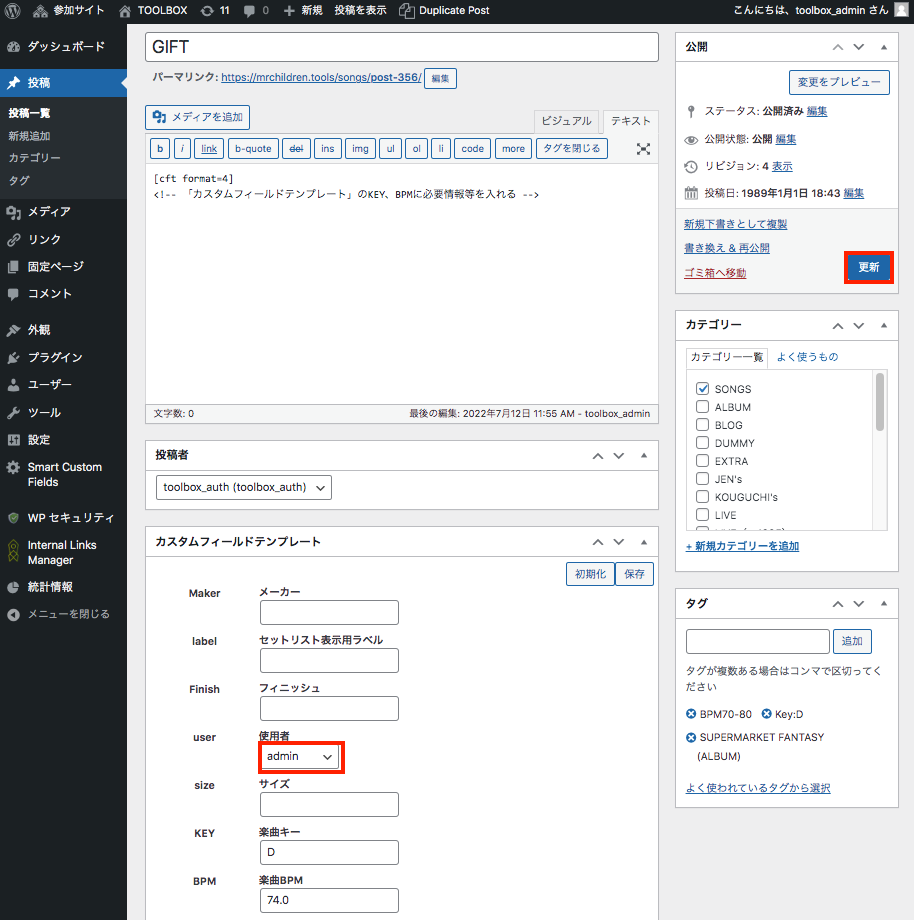 参加サイト TOOLBOX 11 0 新規 投稿を表示 Duplicate Post こんにちは、toolbox_admin さん
ダッシュボード
投稿
投稿一覧
新規追加
カテゴリー
タグ
メディア
リンク
固定ページ
コメント
外観
プラグイン
ユーザー
ツール
設定
Smart Custom
Fields
WP セキュリティ
Internal Links
Manager
統計情報
メニューを閉じる
GIFT
パーマリンク: https://mrchildren.tools/songs/post-356/ 編集
メディアを追加
ビジュアル テキスト
b i link b-quote del ins img ul ol li code more タグを閉じる
[cft format=4]
<!-- 「カスタムフィールドテンプレート」のKEY、BPMに必要情報等を入れる -->
文字数: 0 最後の編集: 2022年7月12日 11:55 AM - toolbox_admin
投稿者
toolbox_auth (toolbox_auth)
カスタムフィールドテンプレート
初期化 保存
Maker メーカー
label セットリスト表示用ラベル
Finish フィニッシュ
user 使用者
admin
size サイズ
KEY 楽曲キー
D
BPM 楽曲BPM
74.0
公開
変更をプレビュー
ステータス: 公開済み 編集
公開状態: 公開 編集
リビジョン: 4 表示
投稿日: 1989年1月1日 18:43 編集
新規下書きとして複製
書き換え & 再公開
ゴミ箱へ移動 更新
カテゴリー
カテゴリー一覧 よく使うもの
SONGS
ALBUM
BLOG
DUMMY
EXTRA
JEN's
KOUGUCHI's
LIVE
+ 新規カテゴリーを追加
タグ
追加
タグが複数ある場合はコンマで区切ってく
ださい
BPM70-80 Key:D
SUPERMARKET FANTASY
(ALBUM)
よく使われているタグから選択